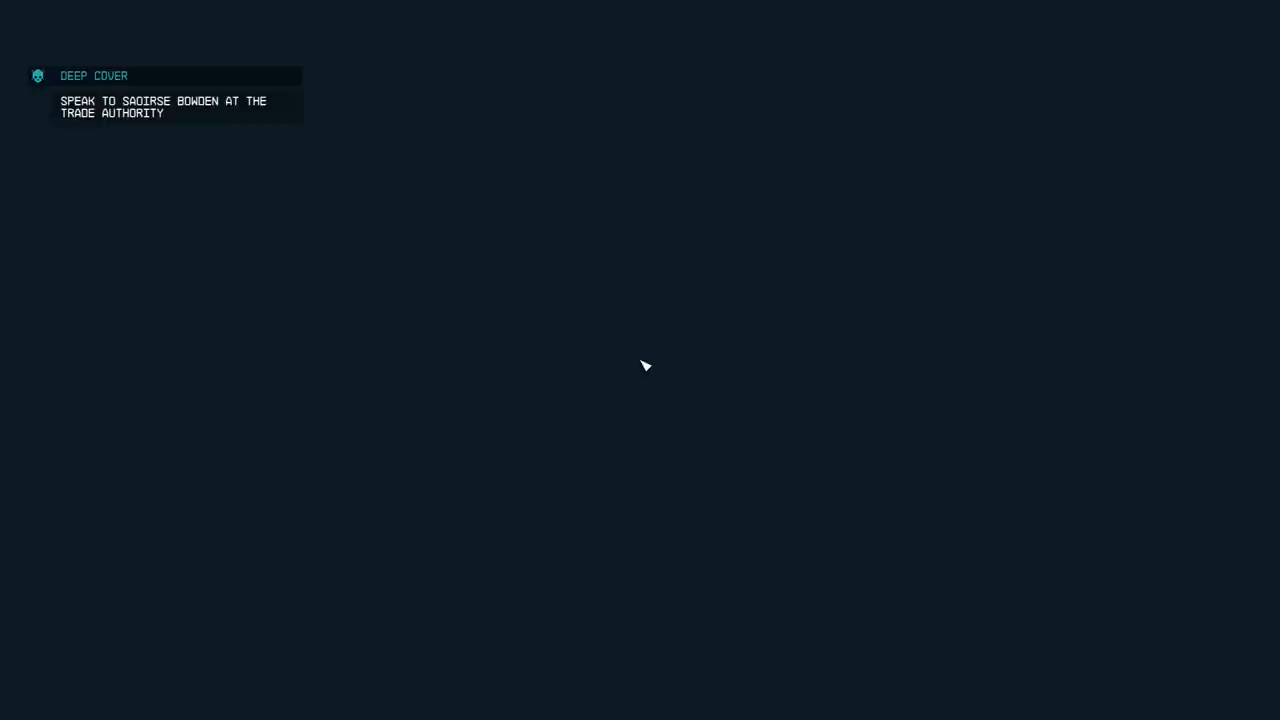 DEEP COVER
SPEAK TO SAOIRSE BOWDEN AT THE
TRADE AUTHORITY